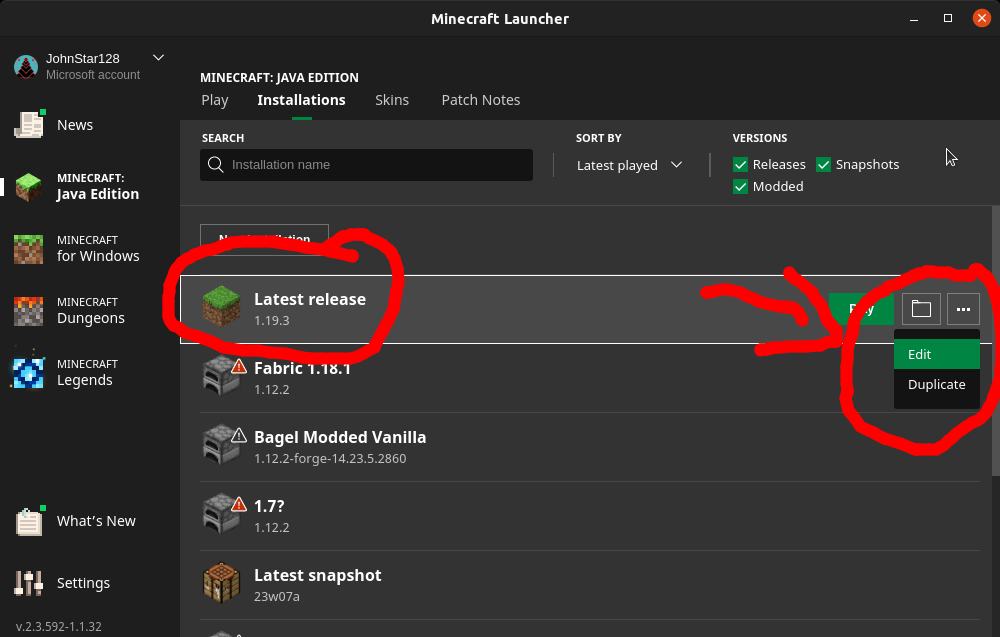 Minecraft Launcher
JohnStar128
Microsoft account
News
MINECRAFT:
Java Edition
MINECRAFT
for Windows
MINECRAFT
Dungeons
MINECRAFT
Legends
What's New
Settings
v.2.3.592-1.1.32
MINECRAFT: JAVA EDITION
Play Installations Skins Patch Notes
SEARCH
Installation name
SORT BY
Latest played
VERSIONS
Releases Snapshots
Modded
Latest release
1.19.3
Play
Edit
Duplicate
Fabric 1.18.1
1.12.2
Bagel Modded Vanilla
1.12.2-forge-14.23.5.2860
1.7?
1.12.2
Latest snapshot
23w07a